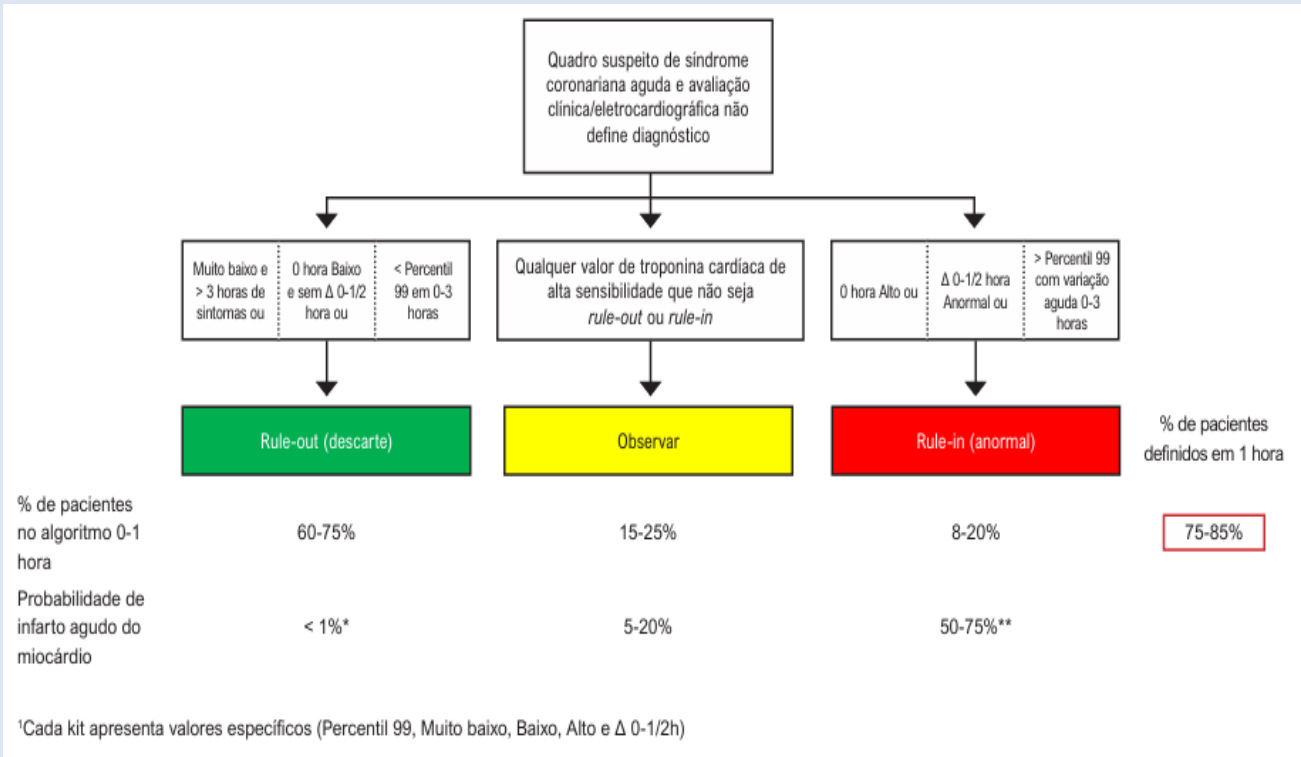 Quadro suspeito de síndrome
coronariana aguda e avaliação
clínica/eletrocardiográfica não
define diagnóstico
Muito baixo e
> 3 horas de
sintomas ou
0 hora Baixo
e sem Δ 0-1/2
hora ou
< Percentil
99 em 0-3
horas
Qualquer valor de troponina cardíaca de
alta sensibilidade que não seja
rule-out ou rule-in
0 hora Alto ou
Δ 0-1/2 hora
Anormal ou
> Percentil 99
com variação
aguda 0-3
horas
Rule-out (descarte)
Observar
Rule-in (anormal)
% de pacientes
definidos em 1 hora
% de pacientes
no algoritmo 0-1
hora
60-75%
15-25%
8-20%
75-85%
Probabilidade de
infarto agudo do
miocárdio
< 1%*
5-20%
50-75%**
¹Cada kit apresenta valores específicos (Percentil 99, Muito baixo, Baixo, Alto e Δ 0-1/2h)